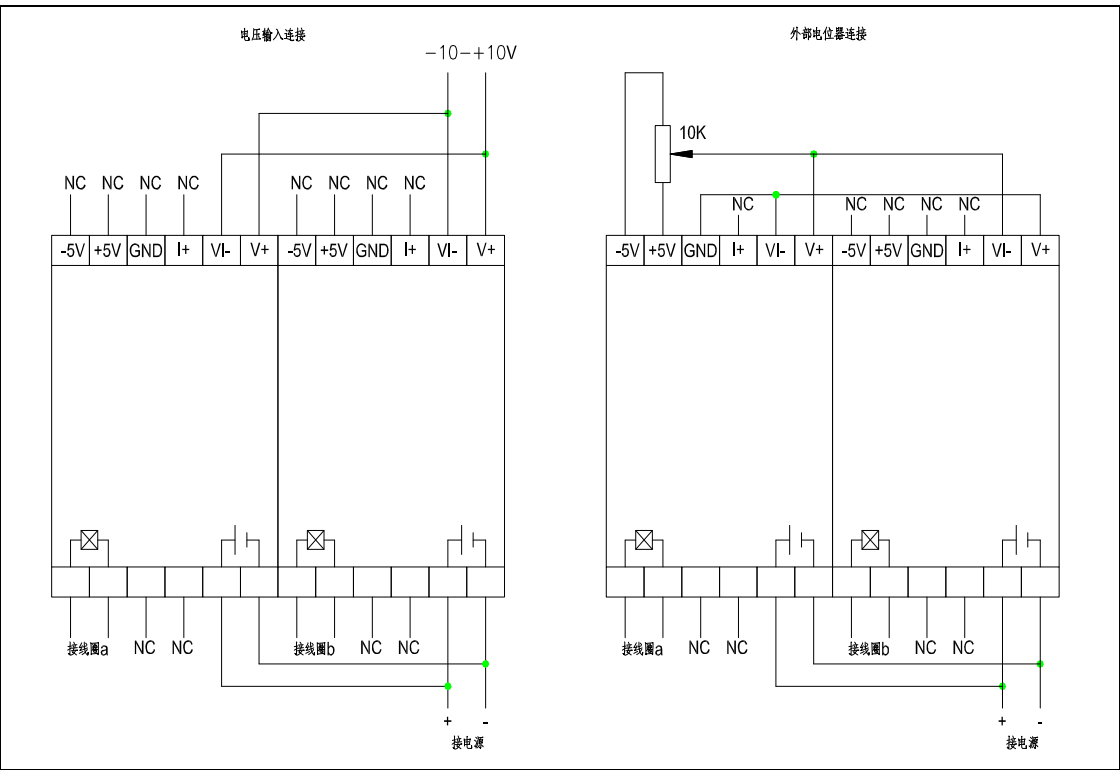 电压输入连接
外部电位器连接
-10-+10V
10K
NC NC NC NC NC NC NC NC
NC NC NC NC NC
-5V +5V GND I+ VI- V+ -5V +5V GND I+ VI- V+
-5V +5V GND I+ VI- V+ -5V +5V GND I+ VI- V+
接线圈a NC NC 接线圈b NC NC
接线圈a NC NC 接线圈b NC NC
+ -
+ -
接电源
接电源